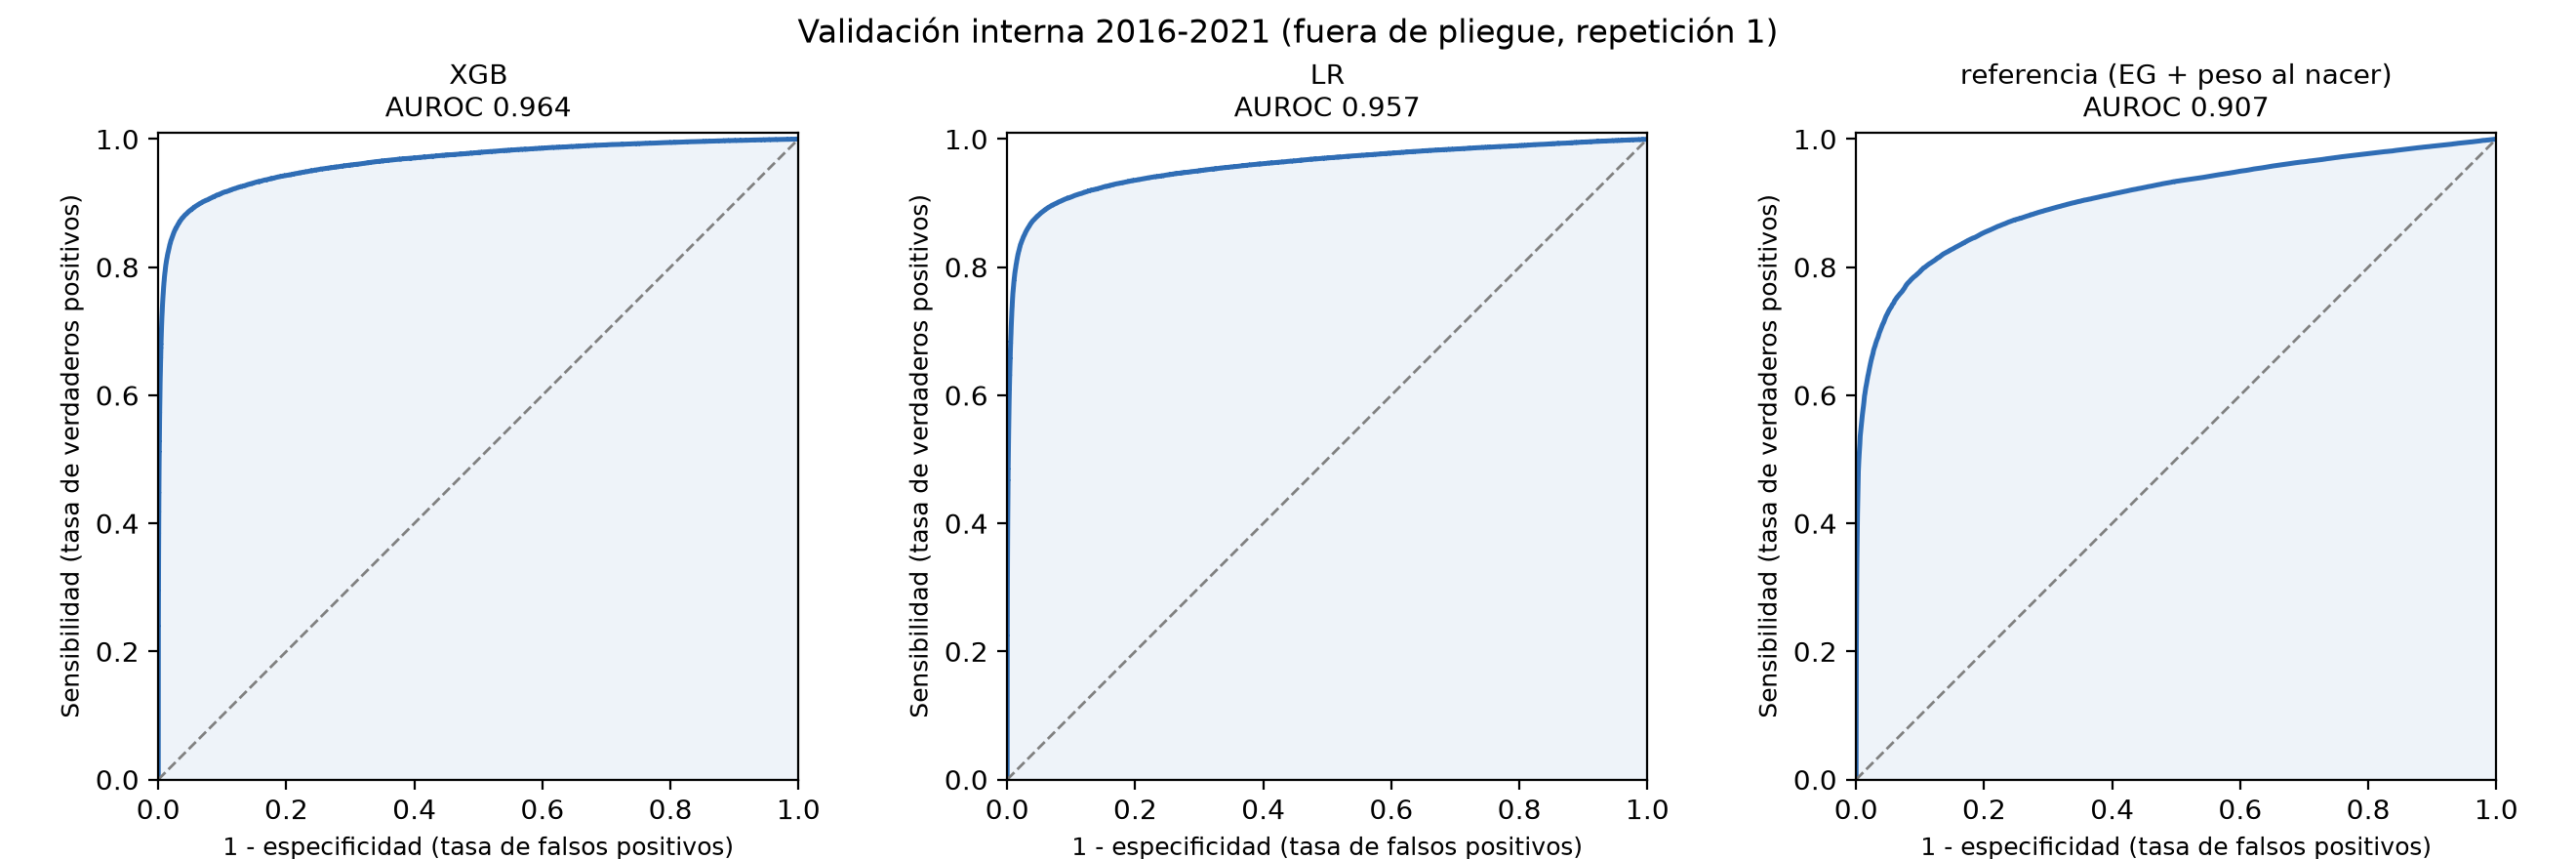 Validación interna 2016-2021 (fuera de pliegue, repetición 1)
XGB
AUROC 0.964
Sensibilidad (tasa de verdaderos positivos)
1.0
0.8
0.6
0.4
0.2
0.0
0.0 0.2 0.4 0.6 0.8 1.0
1 - especificidad (tasa de falsos positivos)
LR
AUROC 0.957
Sensibilidad (tasa de verdaderos positivos)
1.0
0.8
0.6
0.4
0.2
0.0
0.0 0.2 0.4 0.6 0.8 1.0
1 - especificidad (tasa de falsos positivos)
referencia (EG + peso al nacer)
AUROC 0.907
Sensibilidad (tasa de verdaderos positivos)
1.0
0.8
0.6
0.4
0.2
0.0
0.0 0.2 0.4 0.6 0.8 1.0
1 - especificidad (tasa de falsos positivos)